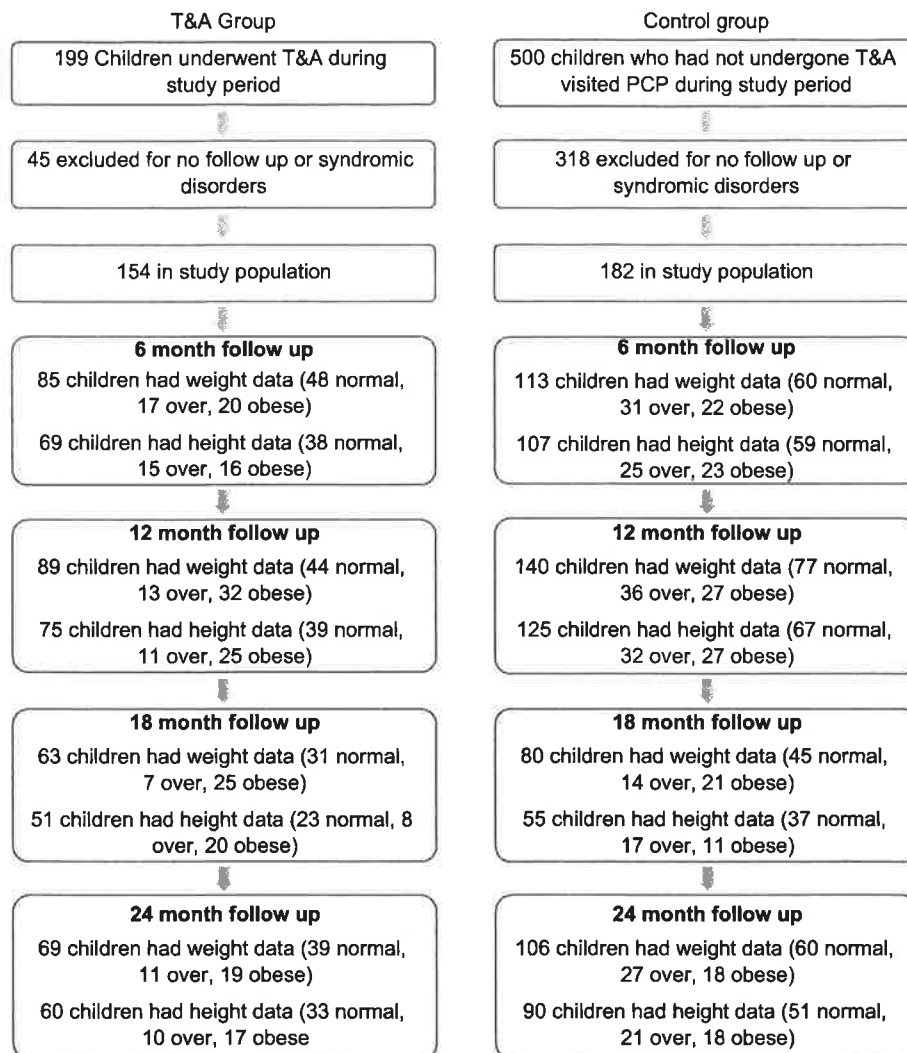 T&A Group
199 Children underwent T&A during
study period
45 excluded for no follow up or syndromic
disorders
154 in study population
6 month follow up
85 children had weight data (48 normal,
17 over, 20 obese)
69 children had height data (38 normal,
15 over, 16 obese)
12 month follow up
89 children had weight data (44 normal,
13 over, 32 obese)
75 children had height data (39 normal,
11 over, 25 obese)
18 month follow up
63 children had weight data (31 normal,
7 over, 25 obese)
51 children had height data (23 normal, 8
over, 20 obese)
24 month follow up
69 children had weight data (39 normal,
11 over, 19 obese)
60 children had height data (33 normal,
10 over, 17 obese
Control group
500 children who had not undergone T&A
visited PCP during study period
318 excluded for no follow up or
syndromic disorders
182 in study population
6 month follow up
113 children had weight data (60 normal,
31 over, 22 obese)
107 children had height data (59 normal,
25 over, 23 obese)
12 month follow up
140 children had weight data (77 normal,
36 over, 27 obese)
125 children had height data (67 normal,
32 over, 27 obese)
18 month follow up
80 children had weight data (45 normal,
14 over, 21 obese)
55 children had height data (37 normal,
17 over, 11 obese)
24 month follow up
106 children had weight data (60 normal,
27 over, 18 obese)
90 children had height data (51 normal,
21 over, 18 obese)